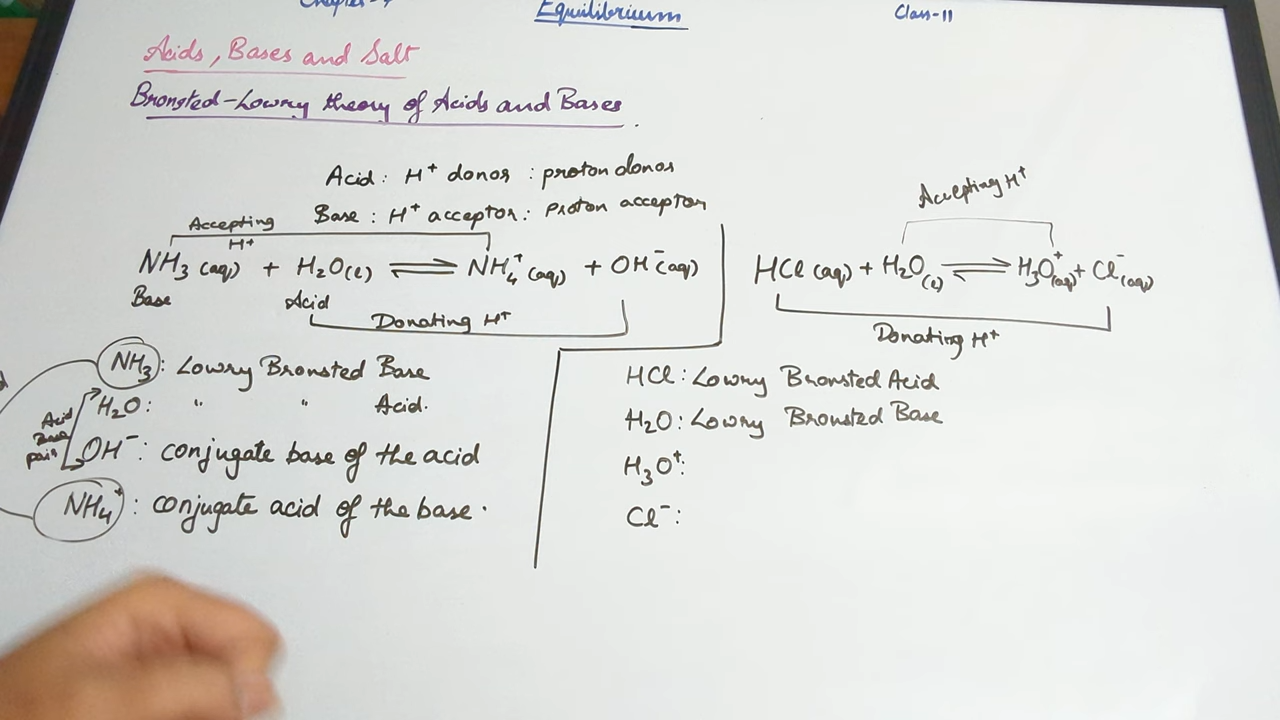 Chapter-7 Equilibrium Class-11
Acids, Bases and Salt
Bronsted-Lowry theory of Acids and Bases
Acid: H⁺ donor : proton donor
Base : H⁺ acceptor: Proton acceptor
Accepting H⁺
NH₃ (aq) + H₂O(l) ⇌ NH₄⁺ (aq) + OH⁻ (aq)
Base Acid
Donating H⁺
NH₃: Lowry Bronsted Base
H₂O: " " Acid.
Acid Base pair
OH⁻: conjugate base of the acid
NH₄⁺: conjugate acid of the base.
Accepting H⁺
HCl (aq) + H₂O(l) ⇌ H₃O⁺(aq) + Cl⁻(aq)
Donating H⁺
HCl: Lowry Bronsted Acid
H₂O: Lowry Bronsted Base
H₃O⁺:
Cl⁻: